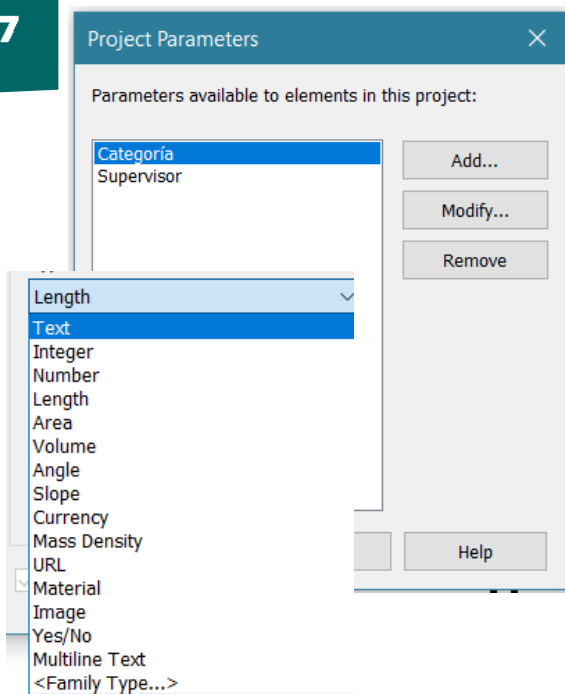 7
Project Parameters
Parameters available to elements in this project:
Categoría
Supervisor
Add...
Modify...
Remove
Length
Text
Integer
Number
Length
Area
Volume
Angle
Slope
Currency
Mass Density
URL
Material
Image
Yes/No
Multiline Text
<Family Type...>
Help